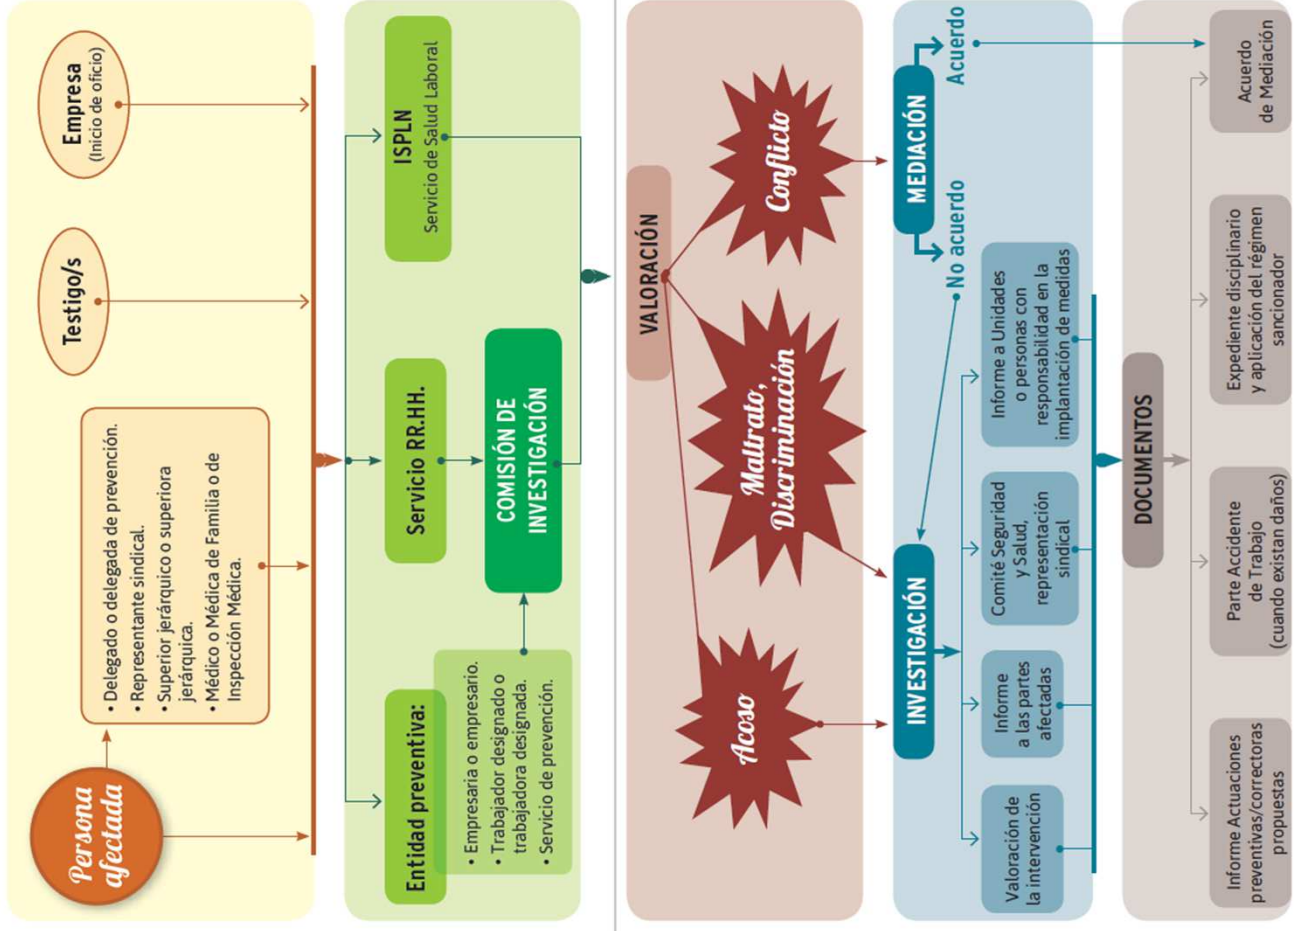 Persona
afectada
• Delegado o delegada de prevención.
• Representante sindical.
• Superior jerárquico o superiora
jerárquica.
• Médico o Médica de Familia o de
Inspección Médica.
Testigo/s
Empresa
(Inicio de oficio)
Entidad preventiva:
• Empresaria o empresario.
• Trabajador designado o
trabajadora designada.
• Servicio de prevención.
Servicio RR.HH.
COMISIÓN DE
INVESTIGACIÓN
ISPLN
Servicio de Salud Laboral
VALORACIÓN
Acoso
Maltrato,
Discriminación
Conflicto
INVESTIGACIÓN
MEDIACIÓN
No acuerdo
Acuerdo
Valoración de
la intervención
Informe
a las partes
afectadas
Comité Seguridad
y Salud,
representación
sindical
Informe a Unidades
o personas con
responsabilidad en la
implantación de medidas
DOCUMENTOS
Informe Actuaciones
preventivas/correctoras
propuestas
Parte Accidente
de Trabajo
(cuando existan daños)
Expediente disciplinario
y aplicación del régimen
sancionador
Acuerdo
de Mediación